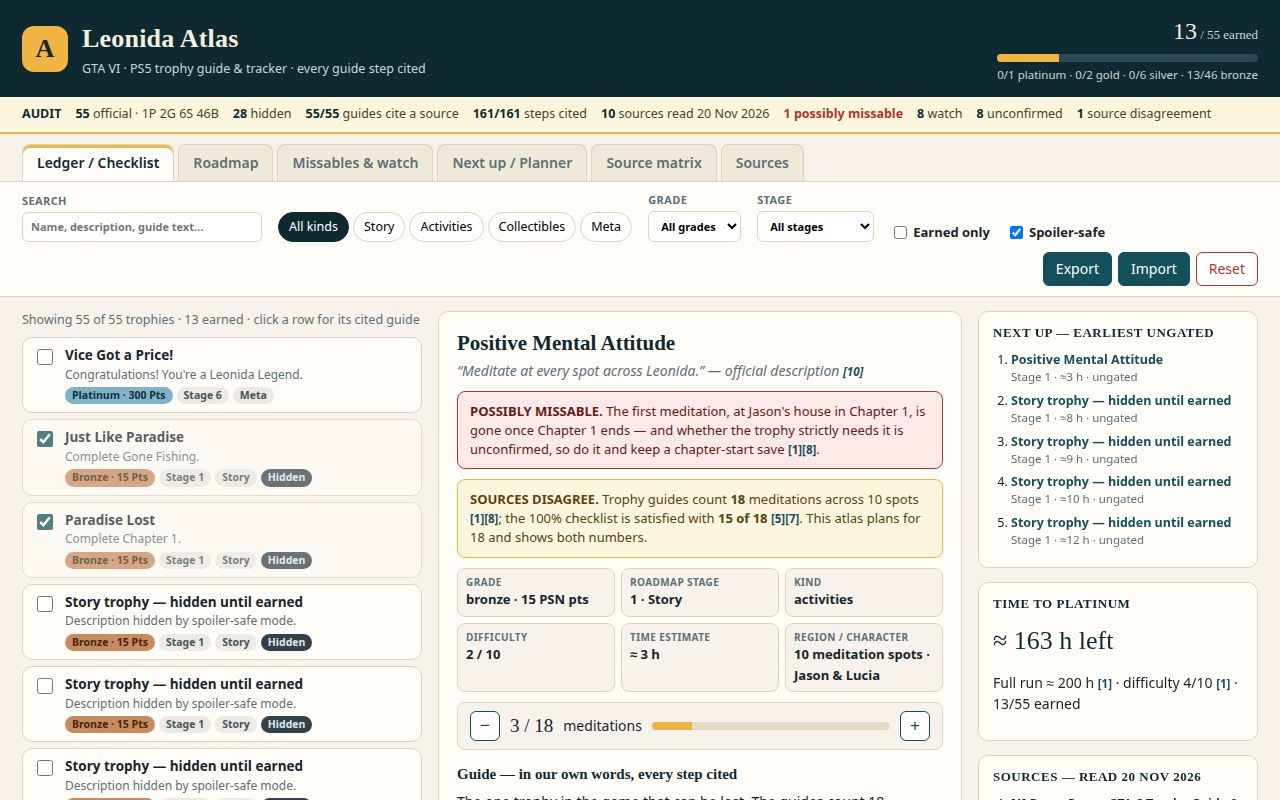 A
Leonida Atlas
GTA VI · PS5 trophy guide & tracker · every guide step cited
13 / 55 earned
0/1 platinum · 0/2 gold · 0/6 silver · 13/46 bronze
AUDIT 55 official · 1P 2G 6S 46B 28 hidden 55/55 guides cite a source 161/161 steps cited 10 sources read 20 Nov 2026 1 possibly missable 8 watch 8 unconfirmed 1 source disagreement
Ledger / Checklist Roadmap Missables & watch Next up / Planner Source matrix Sources
SEARCH GRADE STAGE
Name, description, guide text... All kinds Story Activities Collectibles Meta All grades All stages Earned only Spoiler-safe
Export Import Reset
Showing 55 of 55 trophies · 13 earned · click a row for its cited guide
Vice Got a Price!
Congratulations! You're a Leonida Legend.
Platinum · 300 Pts Stage 6 Meta
Just Like Paradise
Complete Gone Fishing.
Bronze · 15 Pts Stage 1 Story Hidden
Paradise Lost
Complete Chapter 1.
Bronze · 15 Pts Stage 1 Story Hidden
Story trophy — hidden until earned
Description hidden by spoiler-safe mode.
Bronze · 15 Pts Stage 1 Story Hidden
Story trophy — hidden until earned
Description hidden by spoiler-safe mode.
Bronze · 15 Pts Stage 1 Story Hidden
Story trophy — hidden until earned
Description hidden by spoiler-safe mode.
Positive Mental Attitude
“Meditate at every spot across Leonida.” — official description [10]
POSSIBLY MISSABLE. The first meditation, at Jason's house in Chapter 1, is
gone once Chapter 1 ends — and whether the trophy strictly needs it is
unconfirmed, so do it and keep a chapter-start save [1][8].
SOURCES DISAGREE. Trophy guides count 18 meditations across 10 spots
[1][8]; the 100% checklist is satisfied with 15 of 18 [5][7]. This atlas plans for
18 and shows both numbers.
GRADE
bronze · 15 PSN pts
ROADMAP STAGE
1 · Story
KIND
activities
DIFFICULTY
2 / 10
TIME ESTIMATE
≈ 3 h
REGION / CHARACTER
10 meditation spots ·
Jason & Lucia
− 3 / 18 meditations +
Guide — in our own words, every step cited
The one trophy in the game that can be lost. The guides count 18
NEXT UP — EARLIEST UNGATED
1. Positive Mental Attitude
Stage 1 · ≈3 h · ungated
2. Story trophy — hidden until earned
Stage 1 · ≈8 h · ungated
3. Story trophy — hidden until earned
Stage 1 · ≈9 h · ungated
4. Story trophy — hidden until earned
Stage 1 · ≈10 h · ungated
5. Story trophy — hidden until earned
Stage 1 · ≈12 h · ungated
TIME TO PLATINUM
≈ 163 h left
Full run ≈ 200 h [1] · difficulty 4/10 [1] ·
13/55 earned
SOURCES — READ 20 NOV 2026